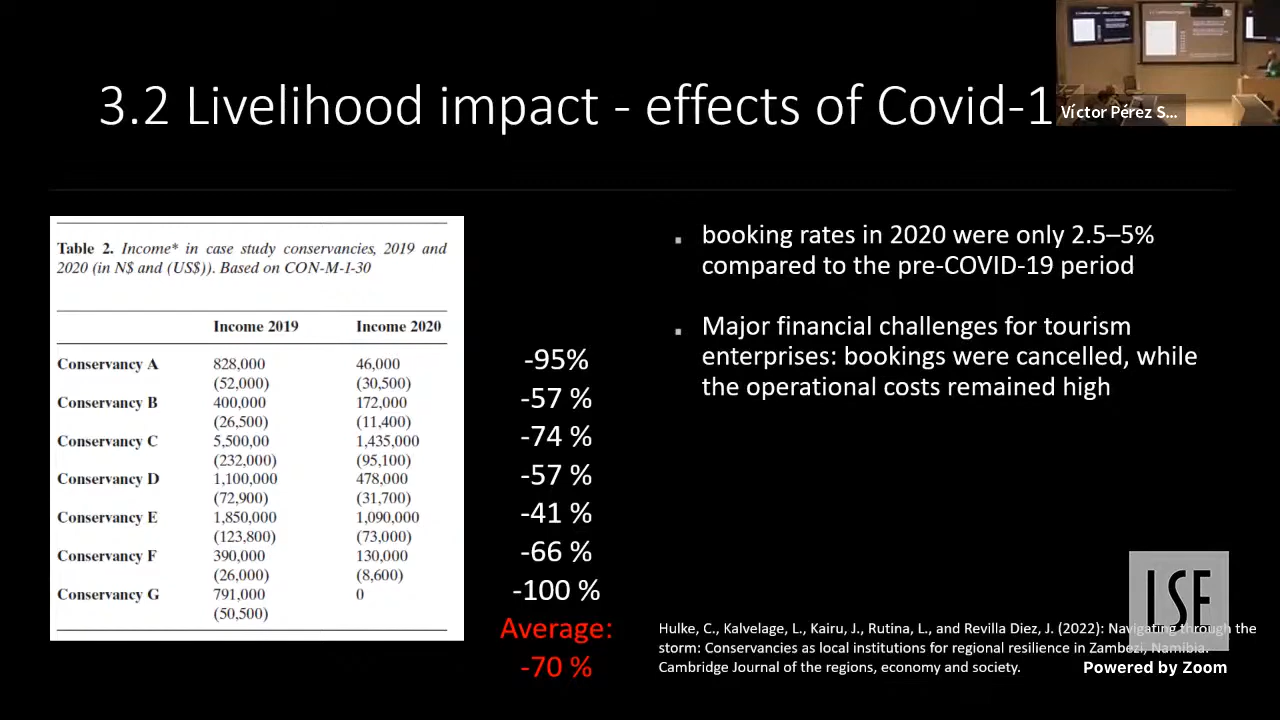 3.2 Livelihood impact - effects of Covid-1
Víctor Pérez S...
Table 2. Income* in case study conservancies, 2019 and
2020 (in N$ and (US$)). Based on CON-M-1-30
Income 2019 Income 2020
Conservancy A 828,000 46,000
(52,000) (30,500)
Conservancy B 400,000 172,000
(26,500) (11,400)
Conservancy C 5,500,00 1,435,000
(232,000) (95,100)
Conservancy D 1,100,000 478,000
(72,900) (31,700)
Conservancy E 1,850,000 1,090,000
(123,800) (73,000)
Conservancy F 390,000 130,000
(26,000) (8,600)
Conservancy G 791,000 0
(50,500)
-95%
-57 %
-74 %
-57 %
-41 %
-66 %
-100 %
Average:
-70 %
booking rates in 2020 were only 2.5–5%
compared to the pre-COVID-19 period
Major financial challenges for tourism
enterprises: bookings were cancelled, while
the operational costs remained high
Hulke, C., Kalvelage, L., Kairu, J., Rutina, L., and Revilla Diez, J. (2022): Navigating through the
storm: Conservancies as local institutions for regional resilience in Zambezi, Namibia.
Cambridge Journal of the regions, economy and society.
ISF
Powered by Zoom